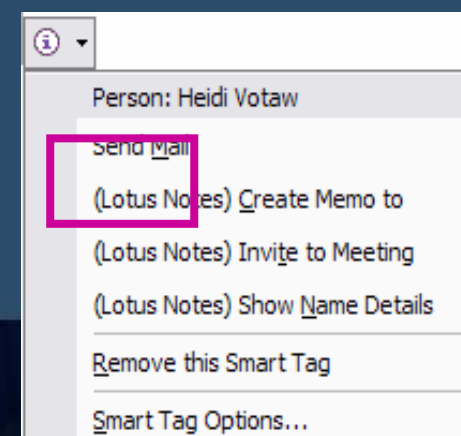 Person: Heidi Votaw
Send Mail
(Lotus Notes) Create Memo to
(Lotus Notes) Invite to Meeting
(Lotus Notes) Show Name Details
Remove this Smart Tag
Smart Tag Options...